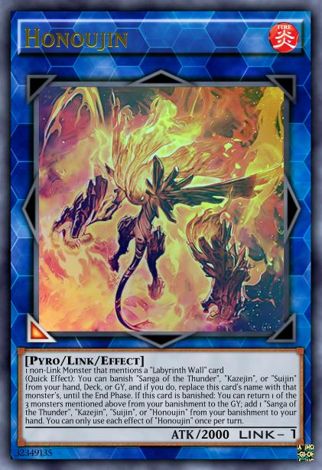 Honoujin
FIRE
炎
[Pyro/Link/Effect]
1 non-Link Monster that mentions a "Labyrinth Wall" card
(Quick Effect): You can banish "Sanga of the Thunder", "Kazejin", or "Suijin"
from your hand, Deck, or GY, and if you do, replace this card's name with that
monster's, until the End Phase. If this card is banished: You can return 1 of the
3 monsters mentioned above from your banishment to the GY; add 1 "Sanga of
the Thunder", "Kazejin", "Suijin", or "Honoujin" from your banishment to your
hand. You can only use each effect of "Honoujin" once per turn.
ATK/2000 LINK-1
32349135